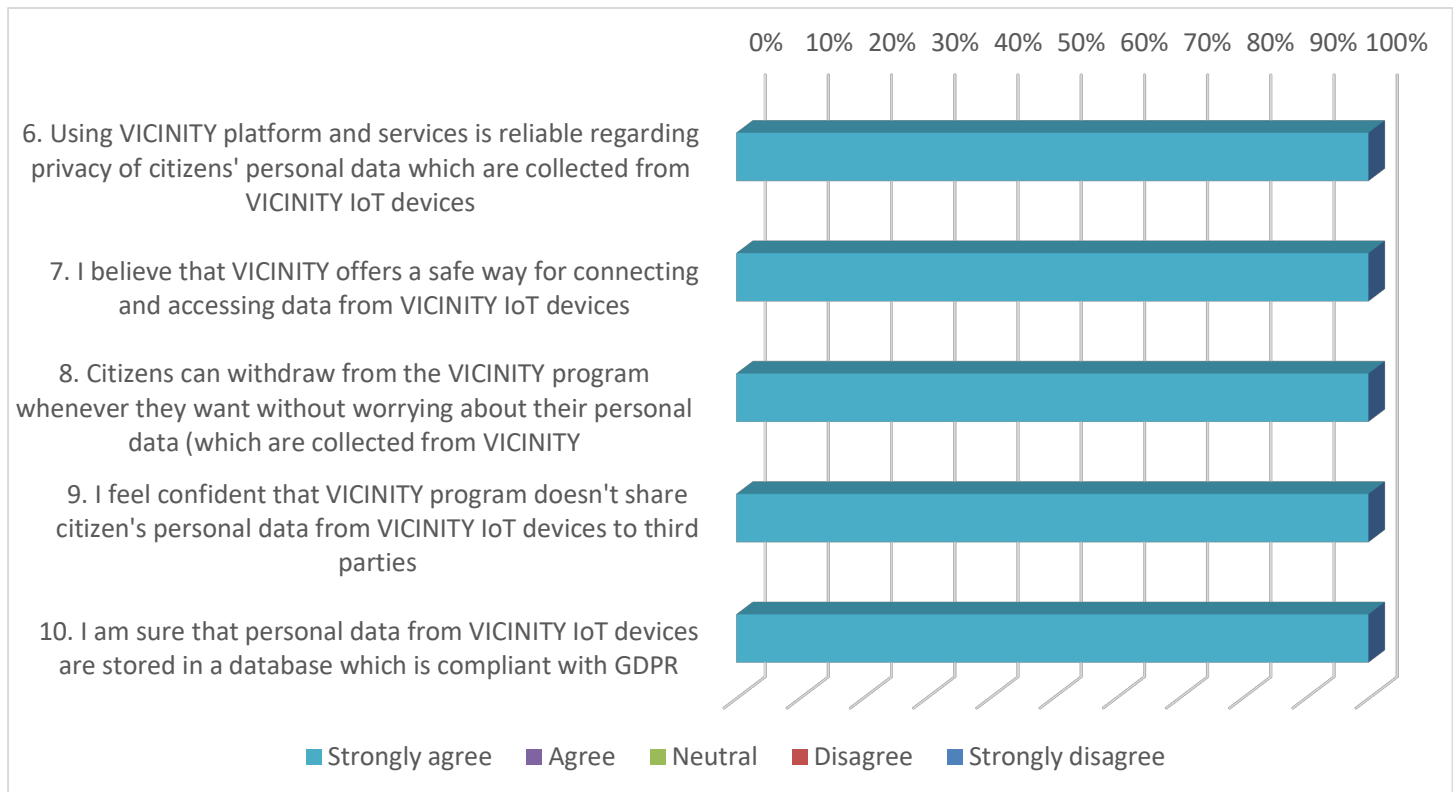 0% 10% 20% 30% 40% 50% 60% 70% 80% 90% 100%
6. Using VICINITY platform and services is reliable regarding
privacy of citizens' personal data which are collected from
VICINITY IoT devices
7. I believe that VICINITY offers a safe way for connecting
and accessing data from VICINITY IoT devices
8. Citizens can withdraw from the VICINITY program
whenever they want without worrying about their personal
data (which are collected from VICINITY
9. I feel confident that VICINITY program doesn't share
citizen's personal data from VICINITY IoT devices to third
parties
10. I am sure that personal data from VICINITY IoT devices
are stored in a database which is compliant with GDPR
Strongly agree Agree Neutral Disagree Strongly disagree